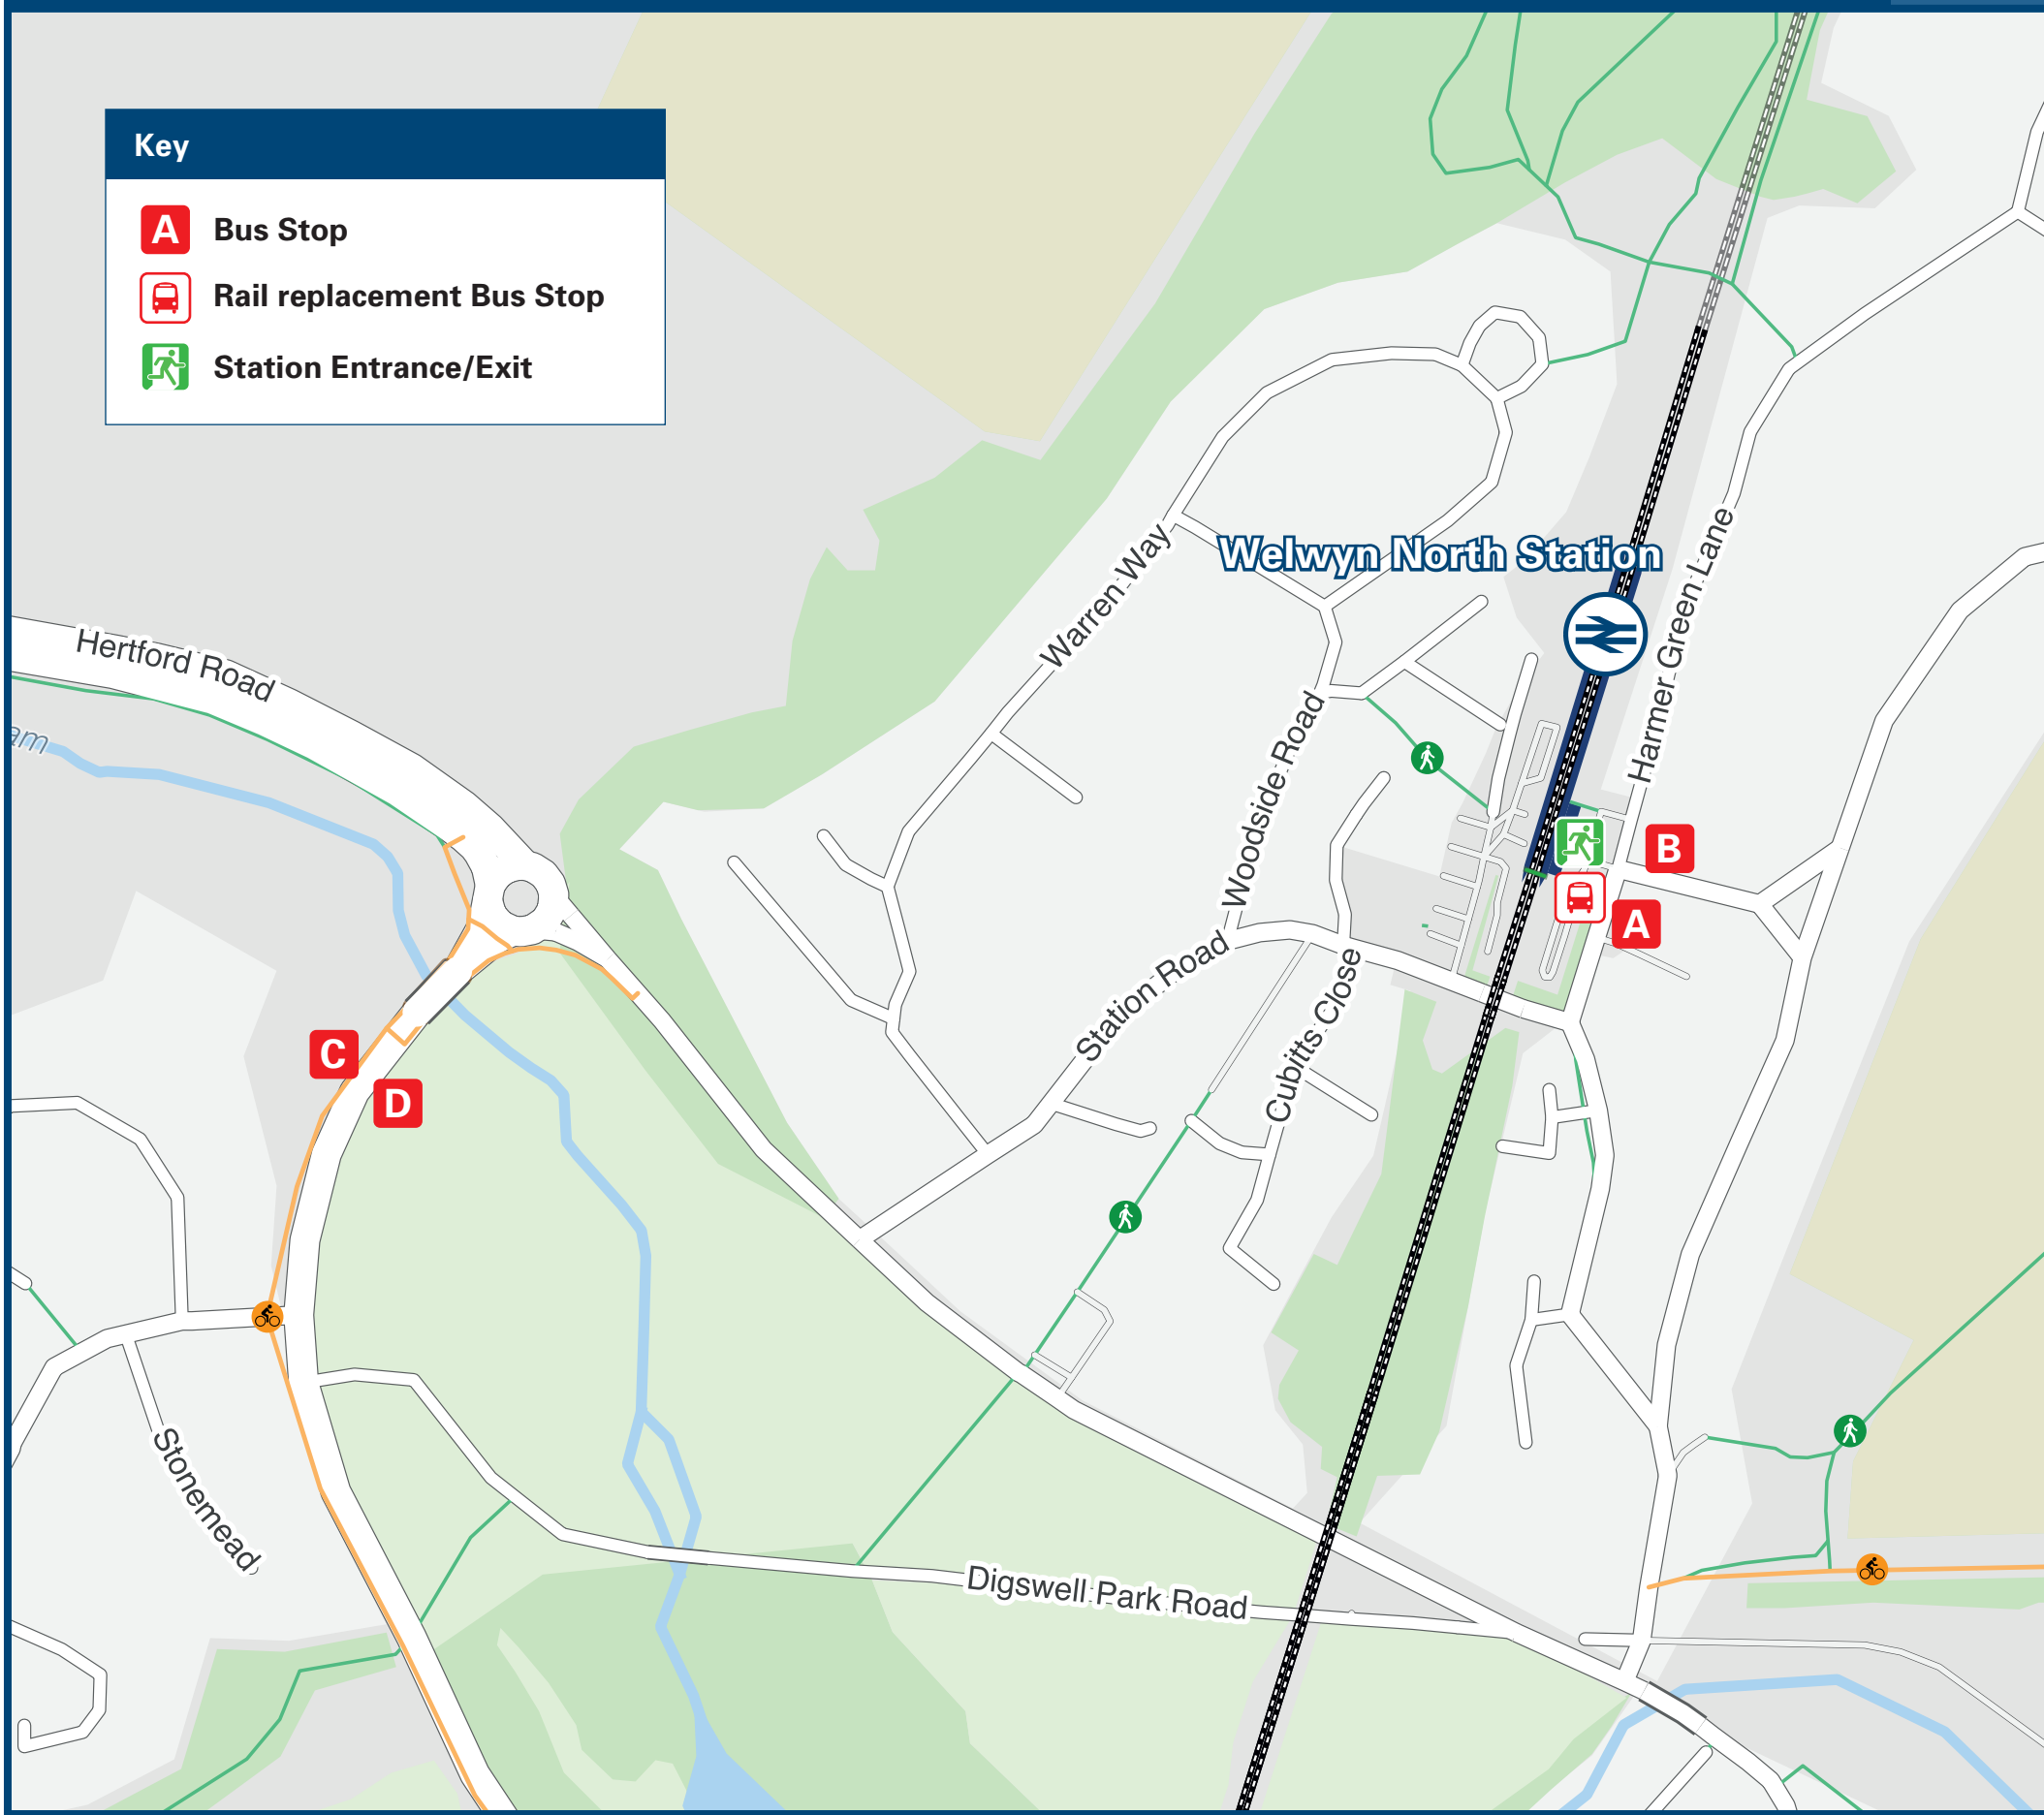 Key
A Bus Stop
Rail replacement Bus Stop
Station Entrance/Exit
Welwyn North Station
Warren Way
Harmer Green Lane
Hertford Road
am
Woodside Road
B
A
Station Road
Cubitts Close
C
D
Stonemead
Digswell Park Road